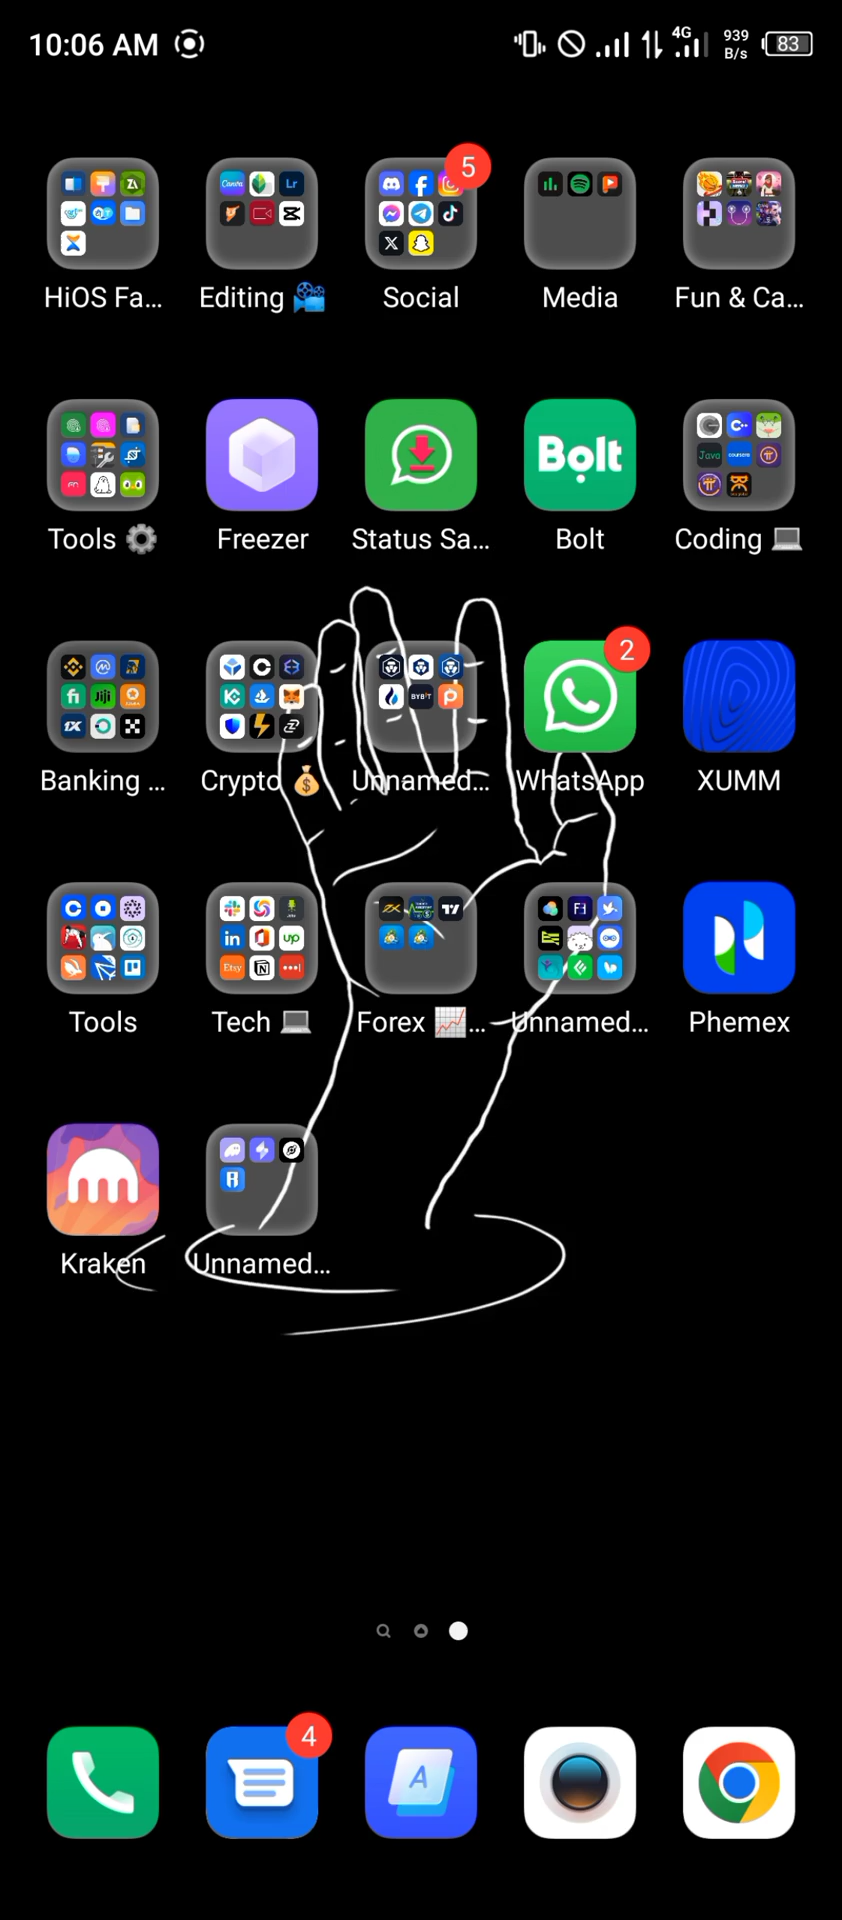 10:06 AM 4G 939 B/s 83
5
HiOS Fa... Editing Social Media Fun & Ca...
Bolt
Tools Freezer Status Sa... Bolt Coding
2
Banking ... Crypto Unnamed... WhatsApp XUMM
Tools Tech Forex ... Unnamed... Phemex
Kraken Unnamed...
4
A